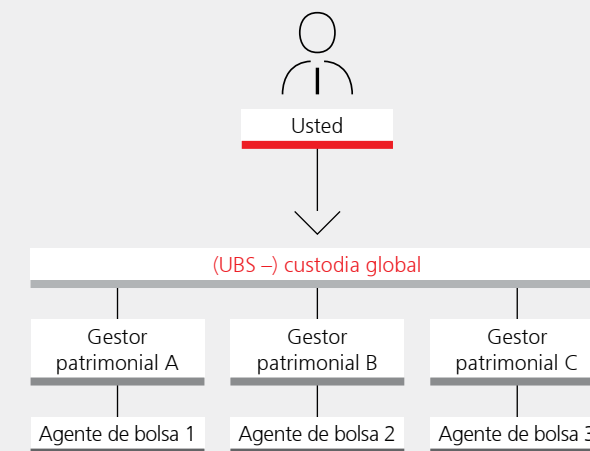 Usted
(UBS –) custodia global
Gestor
patrimonial A
Gestor
patrimonial B
Gestor
patrimonial C
Agente de bolsa 1
Agente de bolsa 2
Agente de bolsa 3